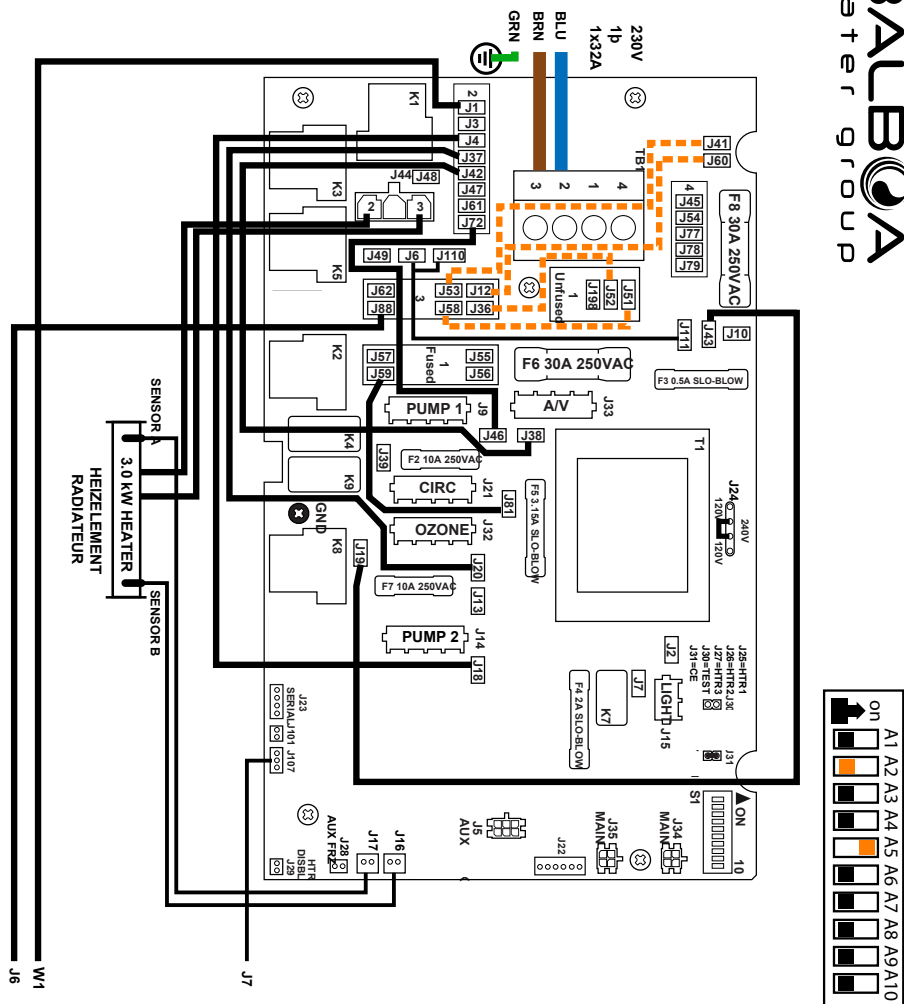 BALBOA
ater group
230V
1p
1x32A
GRN
BRN
BLU
2
J1
J3
J4
J37
J42
J47
J61
J72
K1
K3
K5
K2
K4
K9
K8
J44
J48
2
3
TB1
3
2
1
4
J41
J60
4
J45
J54
J77
J78
J79
F8 30A 250VAC
J49
J6
J110
J62
J88
3
J53
J12
J58
J36
1
Unfused
J198
J52
J51
J111
J43
J10
J57
J59
1
Fused
J55
J56
F6 30A 250VAC
F3 0.5A SLO-BLOW
PUMP 1
J9
A/V
J33
J46
J38
J39
F2 10A 250VAC
CIRC
J21
J81
F5 3.15A SLO-BLOW
T1
J24
240V
120V
120V
OZONE
J32
GND
J19
J20
F7 10A 250VAC
J13
PUMP 2
J14
J18
J2
J7
LIGHT
J15
K7
F4 2A SLO-BLOW
J25=HTR1
J26=HTR2
J27=HTR3
J30=TEST
J31=CE
J30
J31
SENSOR A
3.0 kW HEATER
SENSOR B
HEIZELEMENT
RADIATEUR
J23
SERIAL
J101
J107
J29
HTR
DISBL
J28
AUX FRZ
J17
J16
J5
AUX
J22
J35
MAIN
J34
MAIN
S1
ON
10
on
A1
A2
A3
A4
A5
A6
A7
A8
A9
A10
J6
W1
J7